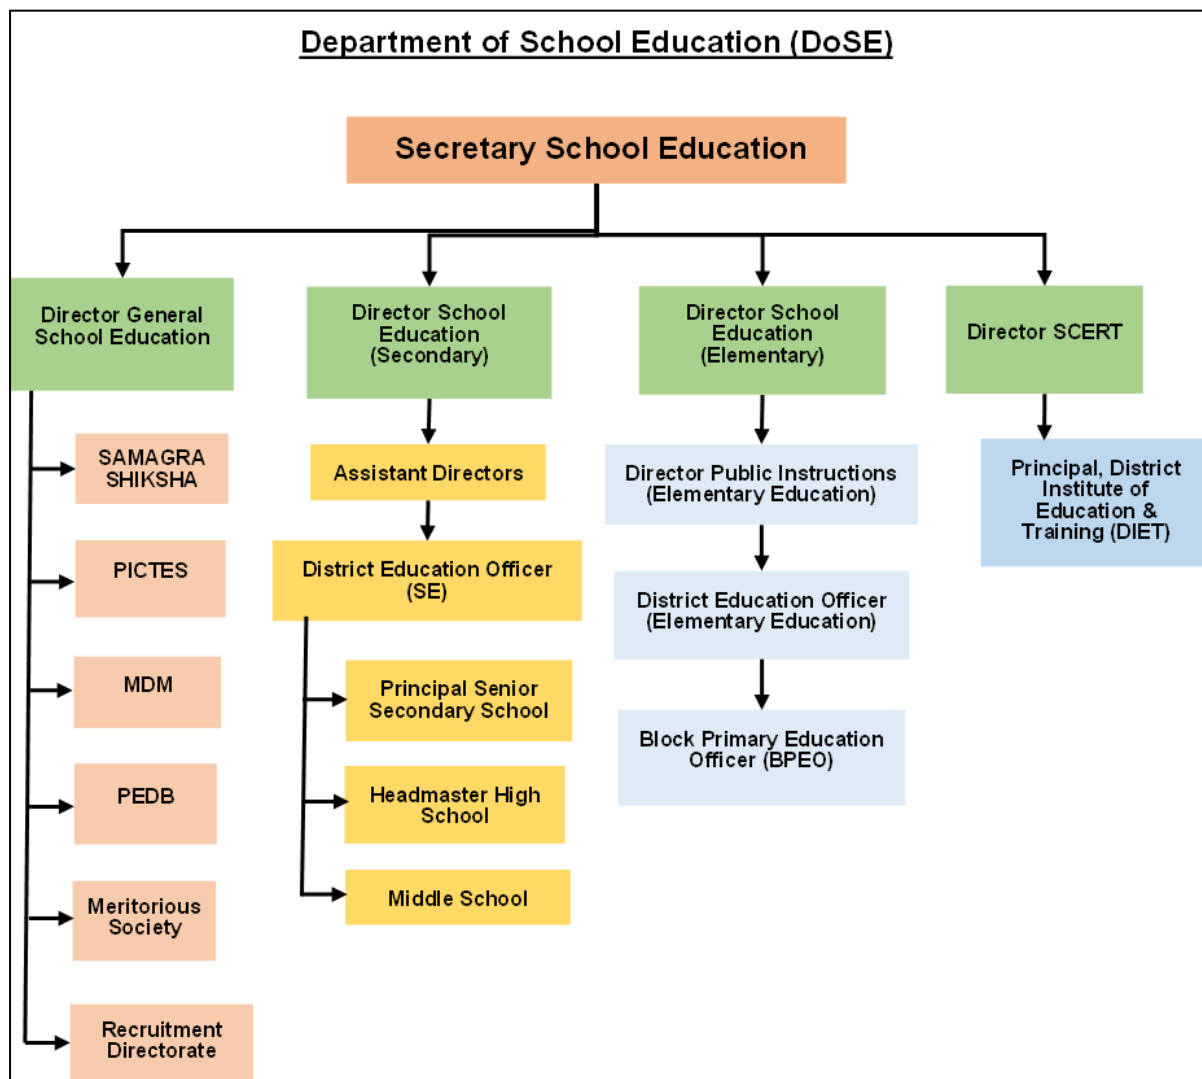 Department of School Education (DoSE)
Secretary School Education
Director General
School Education
Director School
Education
(Secondary)
Director School
Education
(Elementary)
Director SCERT
SAMAGRA
SHIKSHA
PICTES
MDM
PEDB
Meritorious
Society
Recruitment
Directorate
Assistant Directors
District Education Officer
(SE)
Principal Senior
Secondary School
Headmaster High
School
Middle School
Director Public Instructions
(Elementary Education)
District Education Officer
(Elementary Education)
Block Primary Education
Officer (BPEO)
Principal, District
Institute of
Education &
Training (DIET)